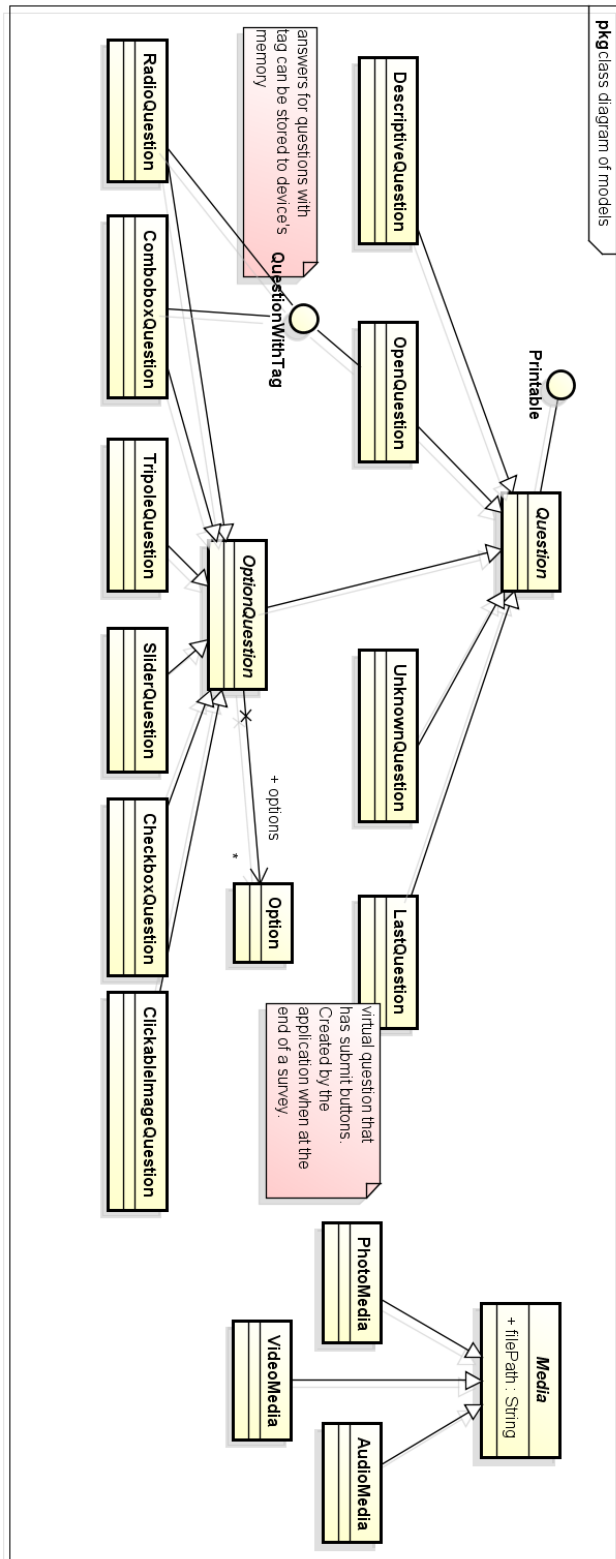 pkg class diagram of models
Printable
Question
Media
+ filePath : String
DescriptiveQuestion
OpenQuestion
UnknownQuestion
LastQuestion
answers for questions with
tag can be stored to device's
memory
QuestionWithTag
virtual question that
has submit buttons.
Created by the
application when at the
end of a survey.
PhotoMedia
AudioMedia
VideoMedia
OptionQuestion
+ options
*
Option
RadioQuestion
ComboboxQuestion
TripoleQuestion
SliderQuestion
CheckboxQuestion
ClickableImageQuestion